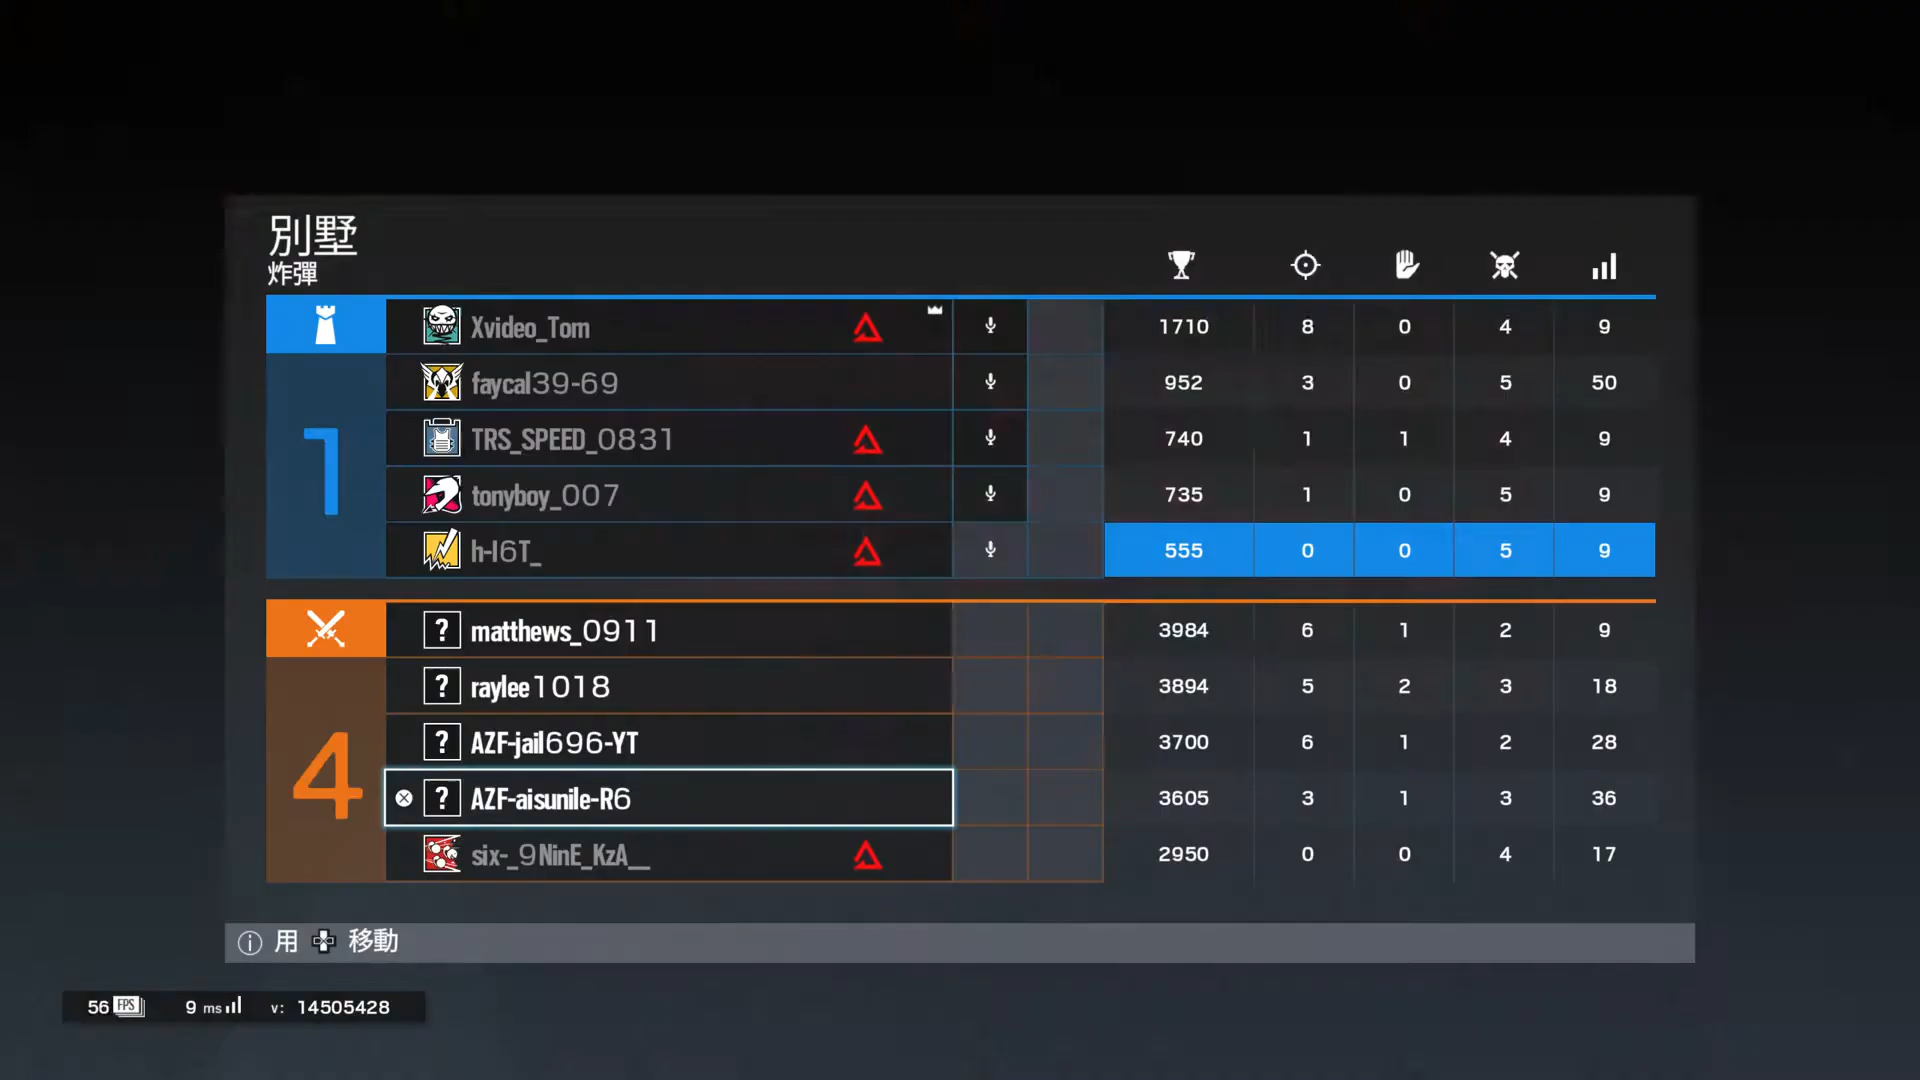 別墅
炸彈
1
Xvideo_Tom 1710 8 0 4 9
faycal39-69 952 3 0 5 50
TRS_SPEED_0831 740 1 1 4 9
tonyboy_007 735 1 0 5 9
h-I6T_ 555 0 0 5 9
4
? matthews_0911 3984 6 1 2 9
? raylee1018 3894 5 2 3 18
? AZF-jail696-YT 3700 6 1 2 28
? AZF-aisunile-R6 3605 3 1 3 36
six-_9NinE_KzA__ 2950 0 0 4 17
用 移動
56 FPS 9 ms v: 14505428